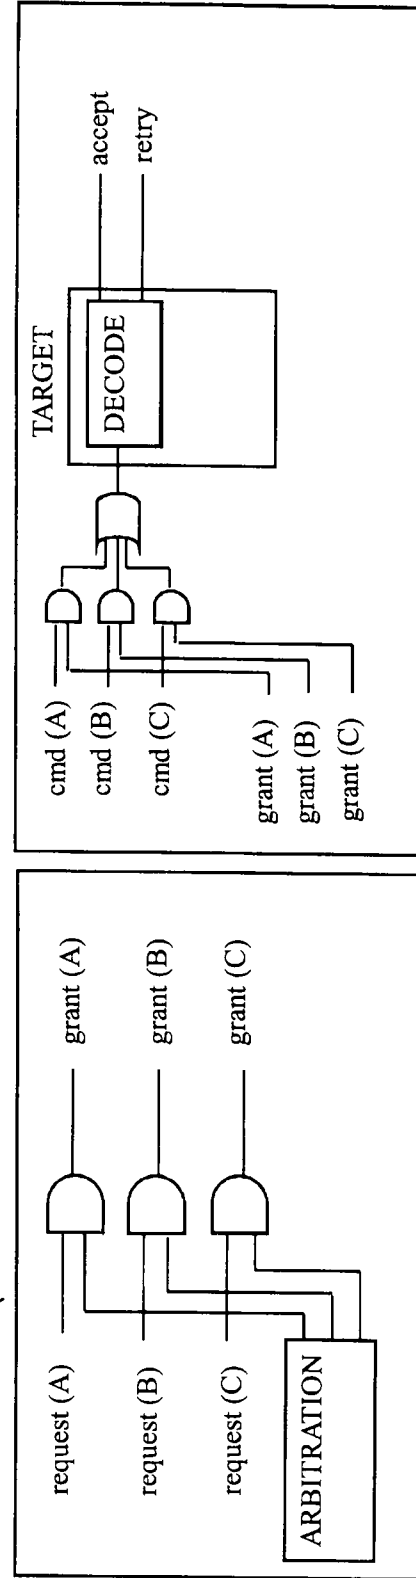 request (A)
request (B)
request (C)
ARBITRATION
grant (A)
grant (B)
grant (C)
cmd (A)
cmd (B)
cmd (C)
grant (A)
grant (B)
grant (C)
TARGET
DECODE
accept
retry